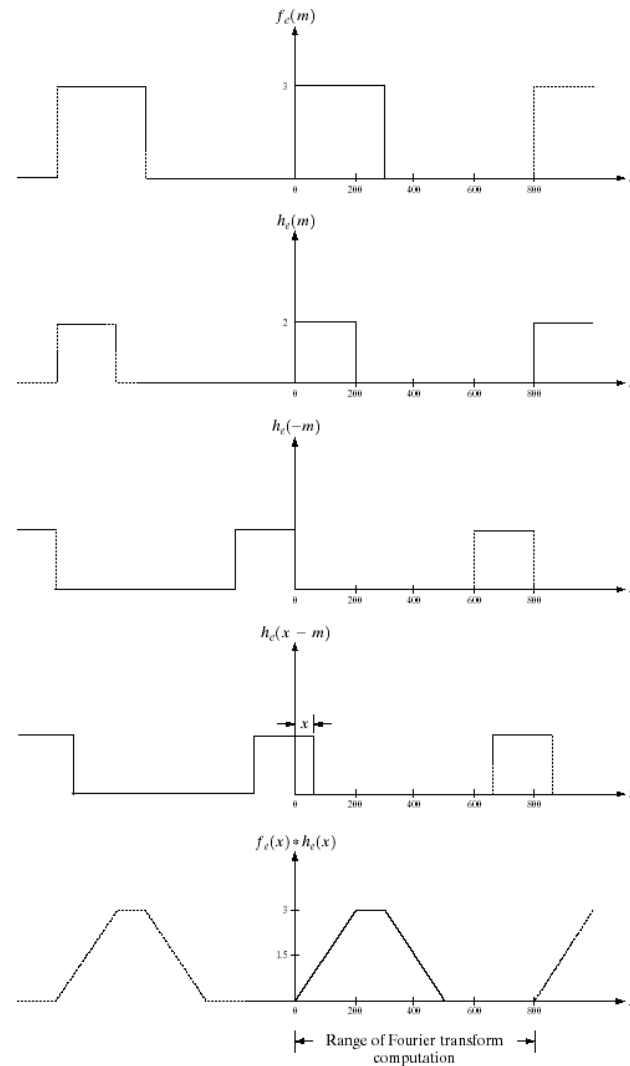 f_e(m)
3
0 200 400 600 800
h_e(m)
2
0 200 400 600 800
h_e(−m)
0 200 400 600 800
h_e(x − m)
x
0 200 400 600 800
f_e(x) * h_e(x)
3
1.5
0 200 400 600 800
Range of Fourier transform
computation